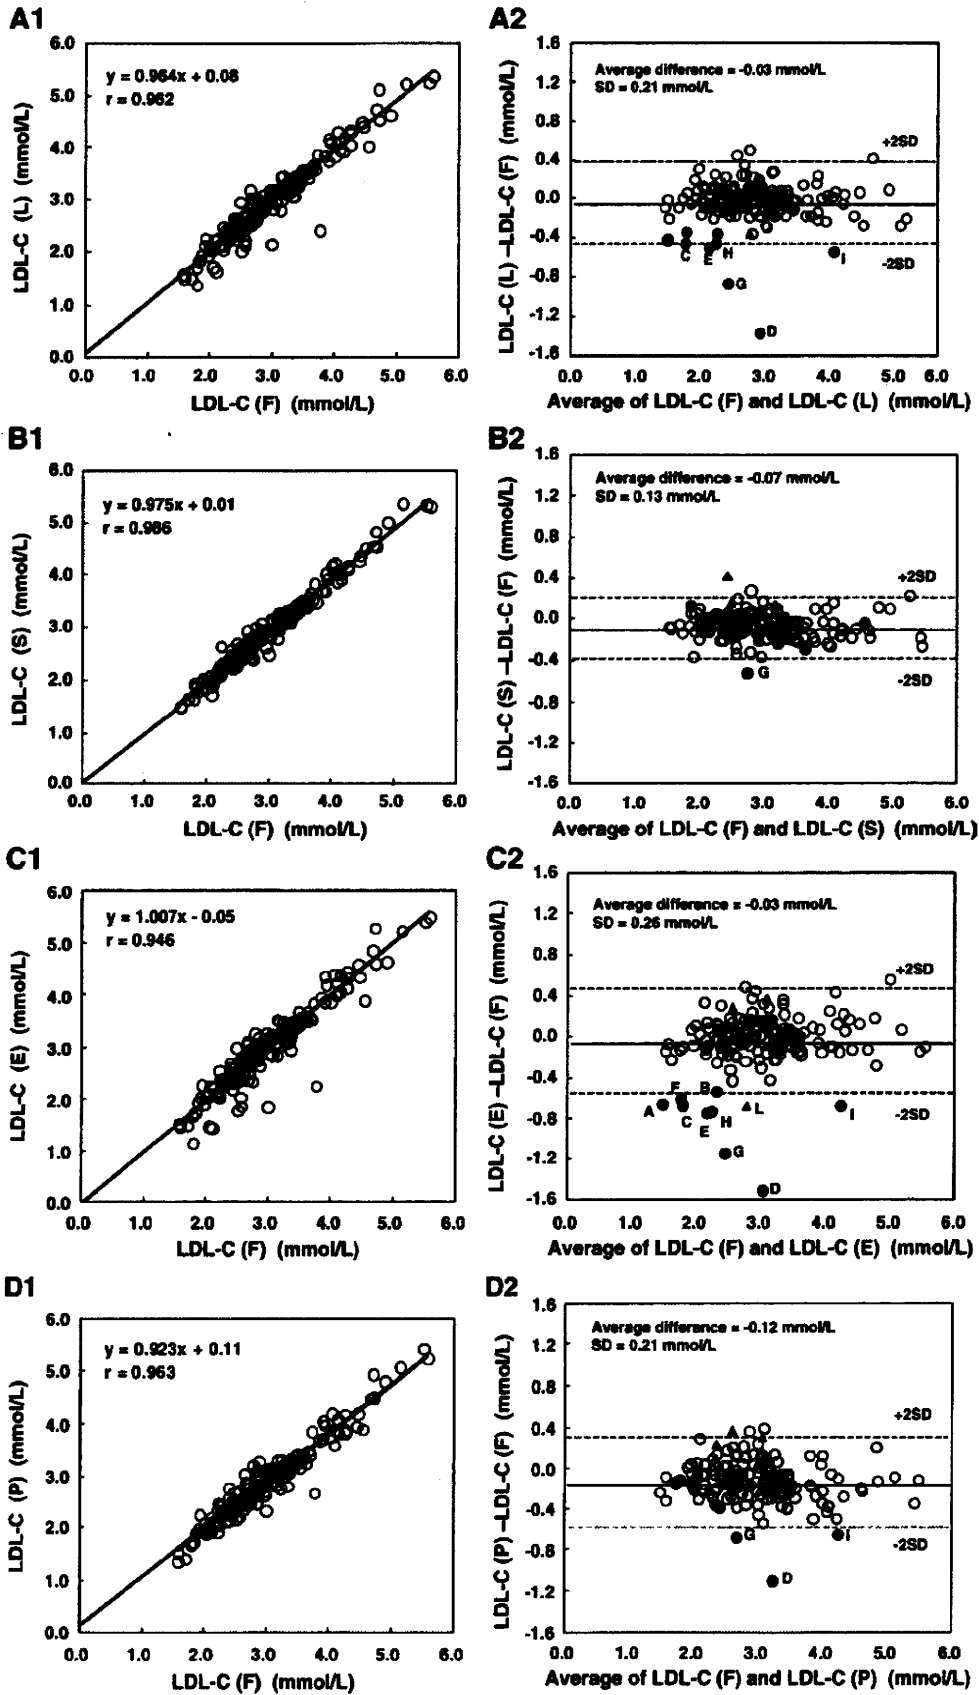 A1
6.0
5.0
4.0
3.0
2.0
1.0
0.0
LDL-C (L) (mmol/L)
y = 0.964x + 0.08
r = 0.962
0.0 1.0 2.0 3.0 4.0 5.0 6.0
LDL-C (F) (mmol/L)
A2
1.6
1.2
0.8
0.4
0.0
-0.4
-0.8
-1.2
-1.6
LDL-C (L) –LDL-C (F) (mmol/L)
Average difference = -0.03 mmol/L
SD = 0.21 mmol/L
+2SD
C E H I
-2SD
G
D
0.0 1.0 2.0 3.0 4.0 5.0 6.0
Average of LDL-C (F) and LDL-C (L) (mmol/L)
B1
6.0
5.0
4.0
3.0
2.0
1.0
0.0
LDL-C (S) (mmol/L)
y = 0.975x + 0.01
r = 0.986
0.0 1.0 2.0 3.0 4.0 5.0 6.0
LDL-C (F) (mmol/L)
B2
1.6
1.2
0.8
0.4
0.0
-0.4
-0.8
-1.2
-1.6
LDL-C (S) –LDL-C (F) (mmol/L)
Average difference = -0.07 mmol/L
SD = 0.13 mmol/L
+2SD
G
-2SD
0.0 1.0 2.0 3.0 4.0 5.0 6.0
Average of LDL-C (F) and LDL-C (S) (mmol/L)
C1
6.0
5.0
4.0
3.0
2.0
1.0
0.0
LDL-C (E) (mmol/L)
y = 1.007x - 0.05
r = 0.946
0.0 1.0 2.0 3.0 4.0 5.0 6.0
LDL-C (F) (mmol/L)
C2
1.6
1.2
0.8
0.4
0.0
-0.4
-0.8
-1.2
-1.6
LDL-C (E) –LDL-C (F) (mmol/L)
Average difference = -0.03 mmol/L
SD = 0.26 mmol/L
+2SD
F B
A C E H L I
-2SD
G
D
0.0 1.0 2.0 3.0 4.0 5.0 6.0
Average of LDL-C (F) and LDL-C (E) (mmol/L)
D1
6.0
5.0
4.0
3.0
2.0
1.0
0.0
LDL-C (P) (mmol/L)
y = 0.923x + 0.11
r = 0.963
0.0 1.0 2.0 3.0 4.0 5.0 6.0
LDL-C (F) (mmol/L)
D2
1.6
1.2
0.8
0.4
0.0
-0.4
-0.8
-1.2
-1.6
LDL-C (P) –LDL-C (F) (mmol/L)
Average difference = -0.12 mmol/L
SD = 0.21 mmol/L
+2SD
G I
-2SD
D
0.0 1.0 2.0 3.0 4.0 5.0 6.0
Average of LDL-C (F) and LDL-C (P) (mmol/L)